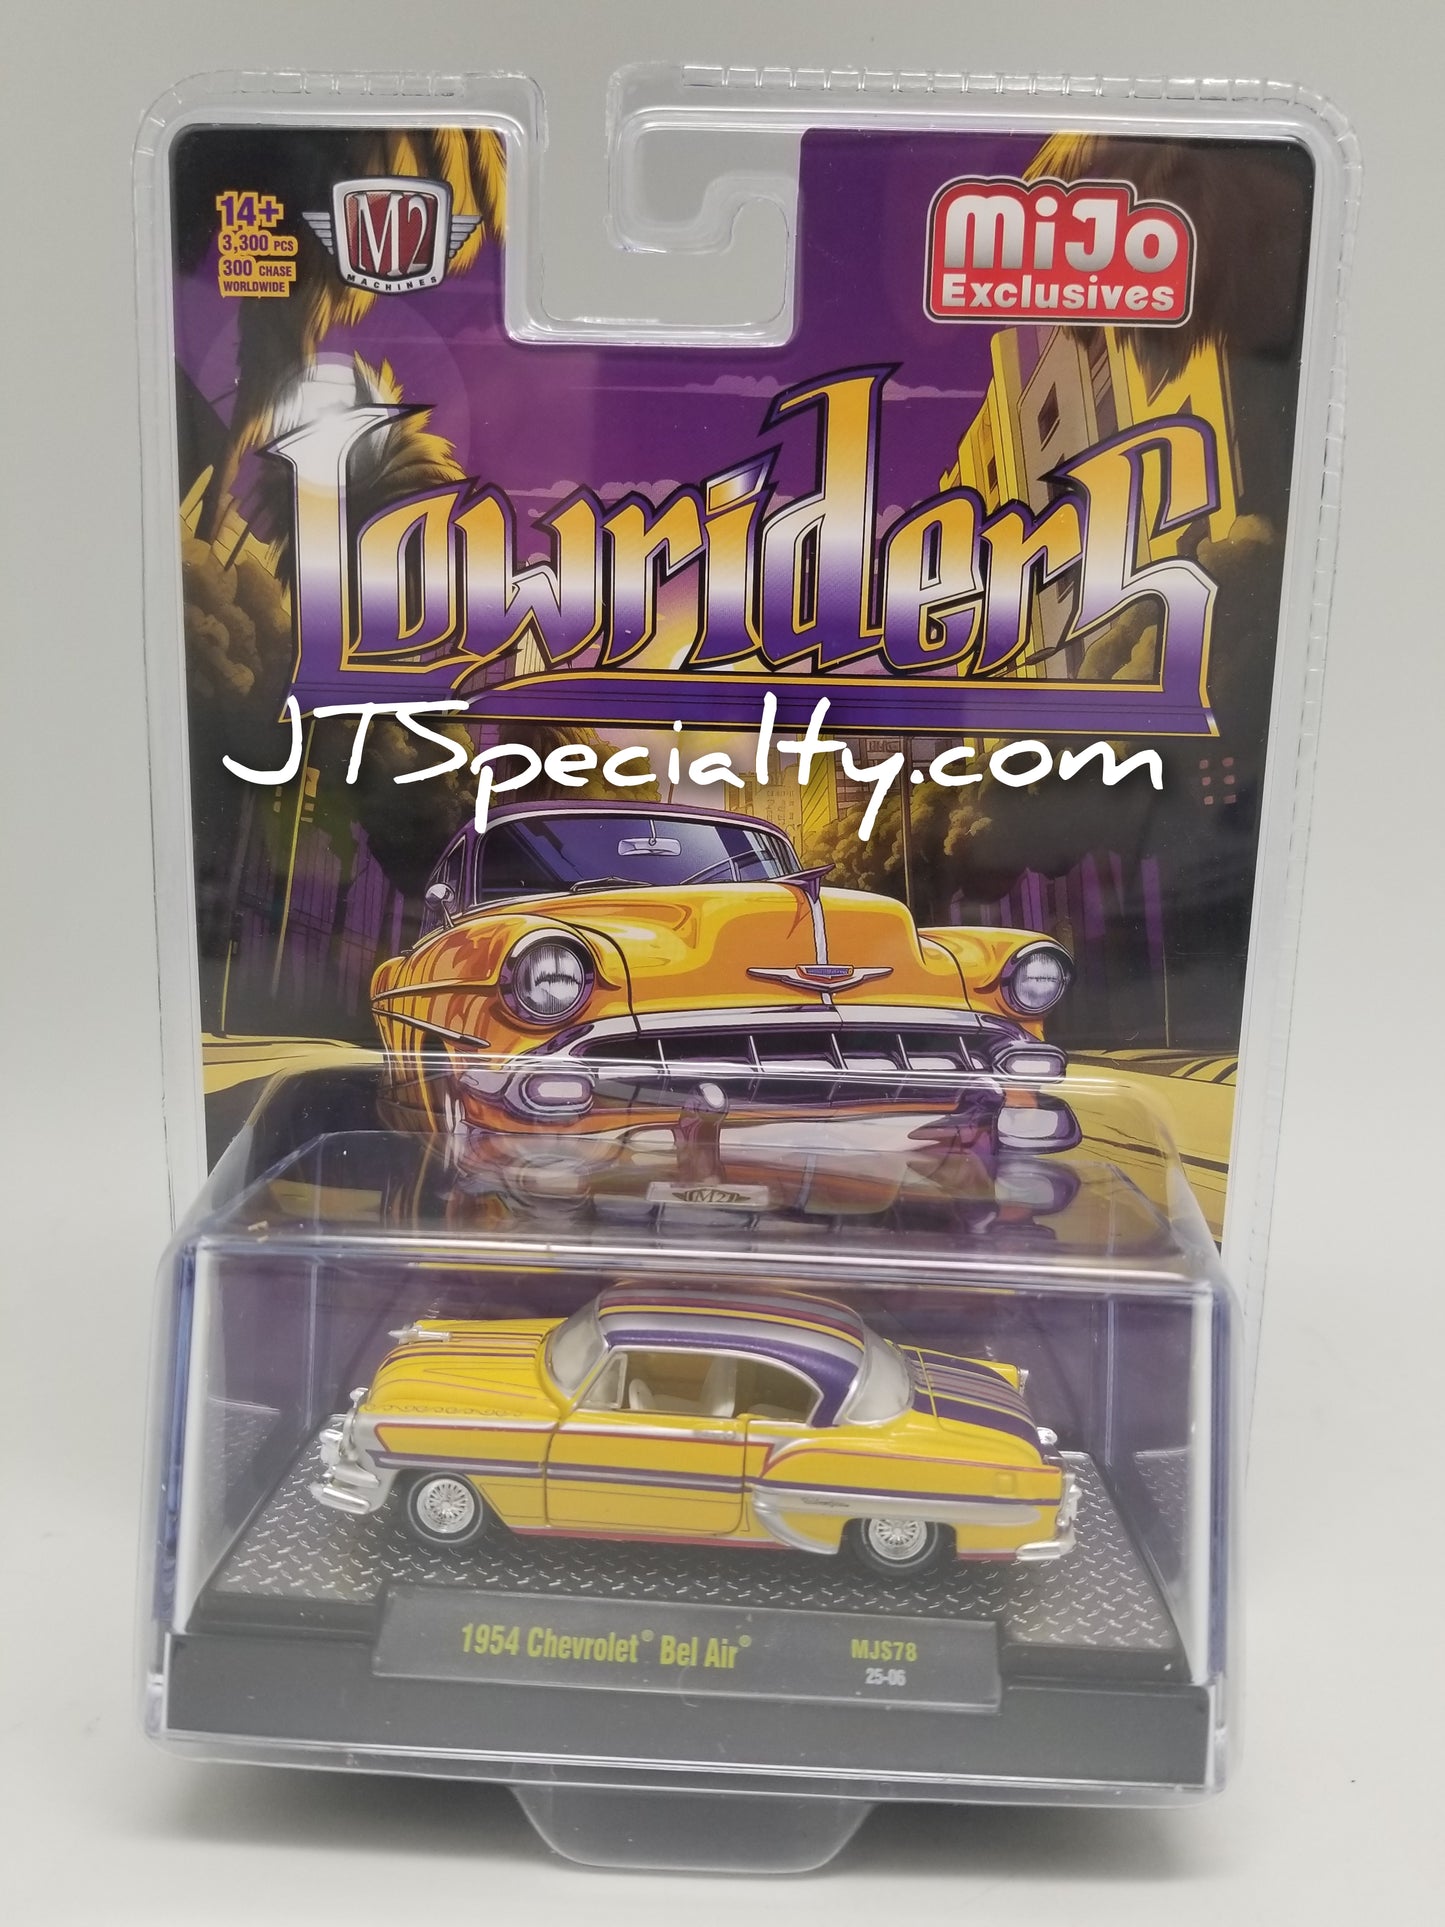 14+
3,300 PCS
300 CHASE
WORLDWIDE
M2
MACHINES
MiJo
Exclusives
Lowriders
JTSpecialty.com
M2
1954 Chevrolet® Bel Air®
MJS78
25-06